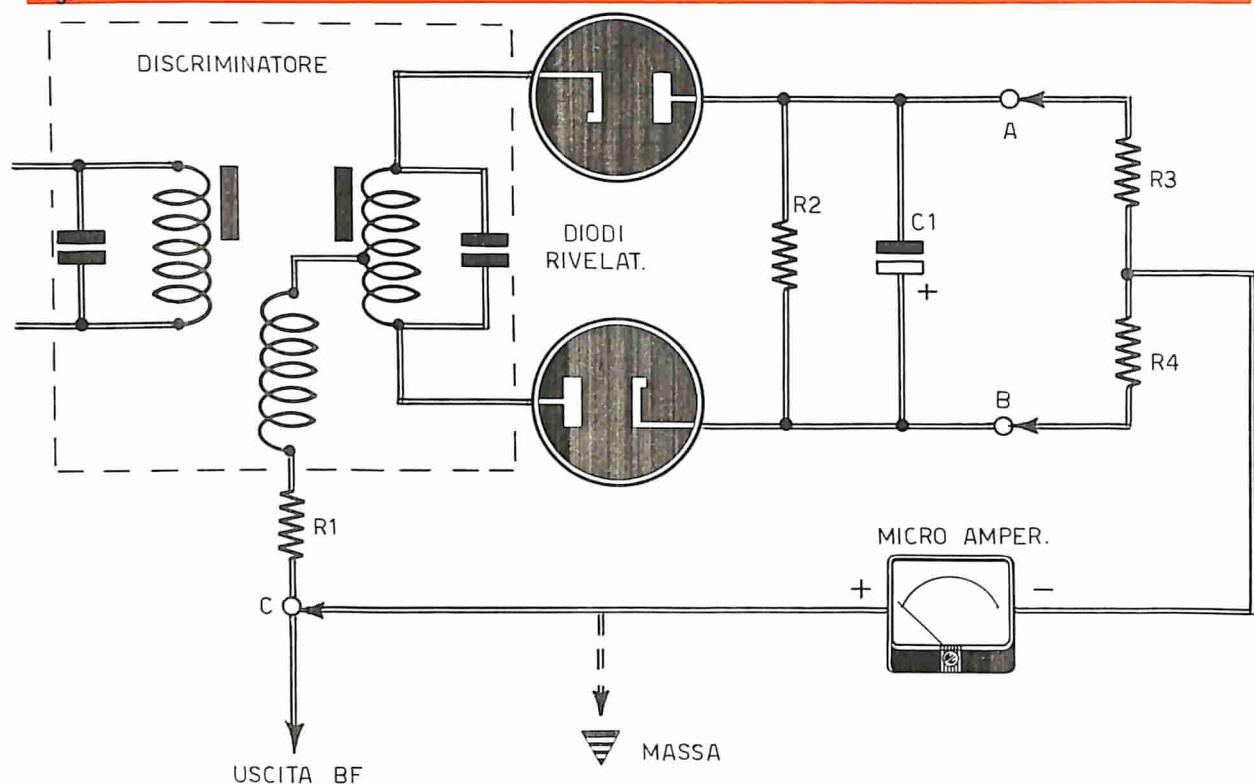 DISCRIMINATORE
DIODI
RIVELAT.
A
R3
R2
C1
+
R4
B
R1
MICRO AMPER.
+
-
C
MASSA
USCITA BF